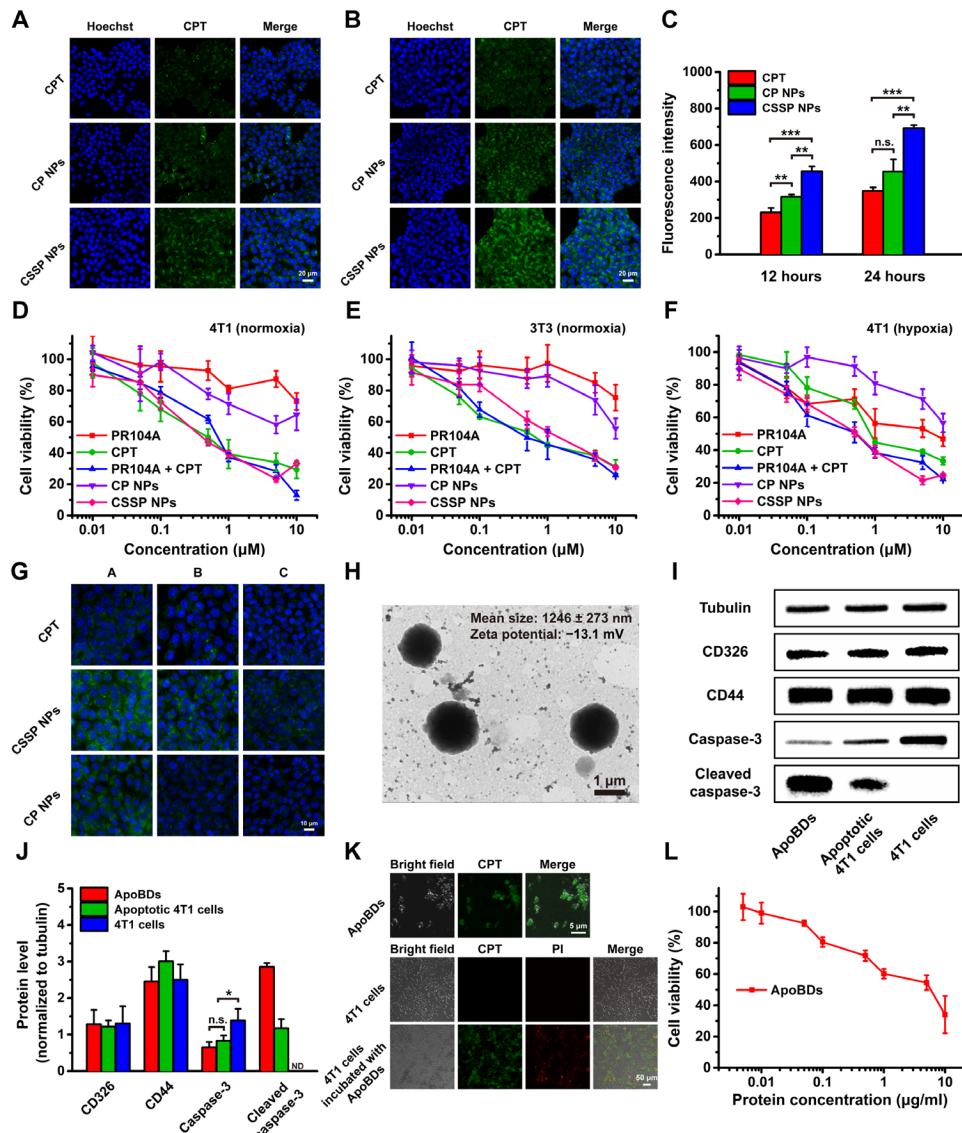 A
Hoechst CPT Merge
CPT
CP NPs
CSSP NPs
20 µm
B
Hoechst CPT Merge
CPT
CP NPs
CSSP NPs
20 µm
C
Fluorescence intensity
1000
800
600
400
200
0
CPT
CP NPs
CSSP NPs
***
**
**
***
**
n.s.
12 hours 24 hours
D
4T1 (normoxia)
Cell viability (%)
100
80
60
40
20
0
PR104A
CPT
PR104A + CPT
CP NPs
CSSP NPs
0.01 0.1 1 10
Concentration (µM)
E
3T3 (normoxia)
Cell viability (%)
100
80
60
40
20
0
PR104A
CPT
PR104A + CPT
CP NPs
CSSP NPs
0.01 0.1 1 10
Concentration (µM)
F
4T1 (hypoxia)
Cell viability (%)
100
80
60
40
20
0
PR104A
CPT
PR104A + CPT
CP NPs
CSSP NPs
0.01 0.1 1 10
Concentration (µM)
G
A B C
CPT
CSSP NPs
CP NPs
10 µm
H
Mean size: 1246 ± 273 nm
Zeta potential: −13.1 mV
1 µm
I
Tubulin
CD326
CD44
Caspase-3
Cleaved
caspase-3
ApoBDs
Apoptotic
4T1 cells
4T1 cells
J
Protein level
(normalized to tubulin)
5
4
3
2
1
0
ApoBDs
Apoptotic 4T1 cells
4T1 cells
n.s.
*
ND
CD326
CD44
Caspase-3
Cleaved
caspase-3
K
Bright field CPT Merge
ApoBDs
5 µm
Bright field CPT PI Merge
4T1 cells
4T1 cells
incubated with
ApoBDs
50 µm
L
Cell viability (%)
100
80
60
40
20
0
ApoBDs
0.01 0.1 1 10
Protein concentration (µg/ml)